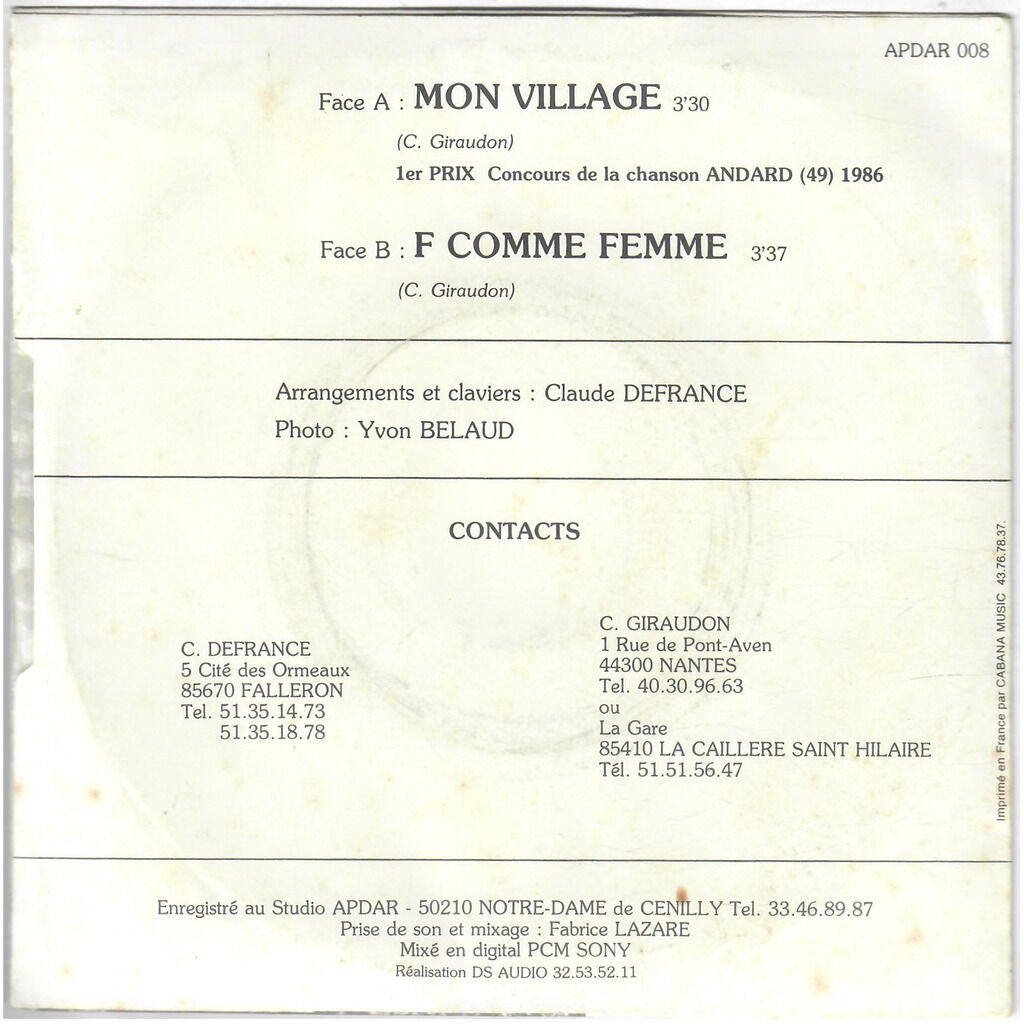 APDAR 008
Face A : MON VILLAGE 3'30
(C. Giraudon)
1er PRIX Concours de la chanson ANDARD (49) 1986
Face B : F COMME FEMME 3'37
(C. Giraudon)
Arrangements et claviers : Claude DEFRANCE
Photo : Yvon BELAUD
CONTACTS
C. DEFRANCE
5 Cité des Ormeaux
85670 FALLERON
Tel. 51.35.14.73
51.35.18.78
C. GIRAUDON
1 Rue de Pont-Aven
44300 NANTES
Tel. 40.30.96.63
ou
La Gare
85410 LA CAILLERE SAINT HILAIRE
Tél. 51.51.56.47
Imprimé en France par CABANA MUSIC 43.76.78.37.
Enregistré au Studio APDAR - 50210 NOTRE-DAME de CENILLY Tel. 33.46.89.87
Prise de son et mixage : Fabrice LAZARE
Mixé en digital PCM SONY
Réalisation DS AUDIO 32.53.52.11